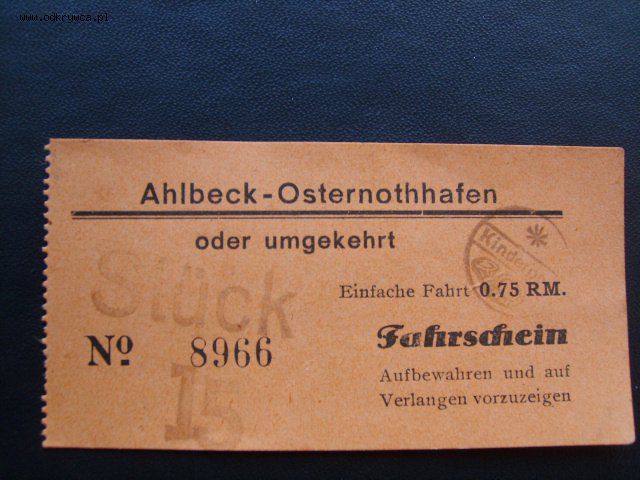 www.odkrywca.pl
Ahlbeck-Osternothhafen
oder umgekehrt
Stück
15
Einfache Fahrt 0.75 RM.
Nº 8966
Fahrschein
Aufbewahren und auf
Verlangen vorzuzeigen